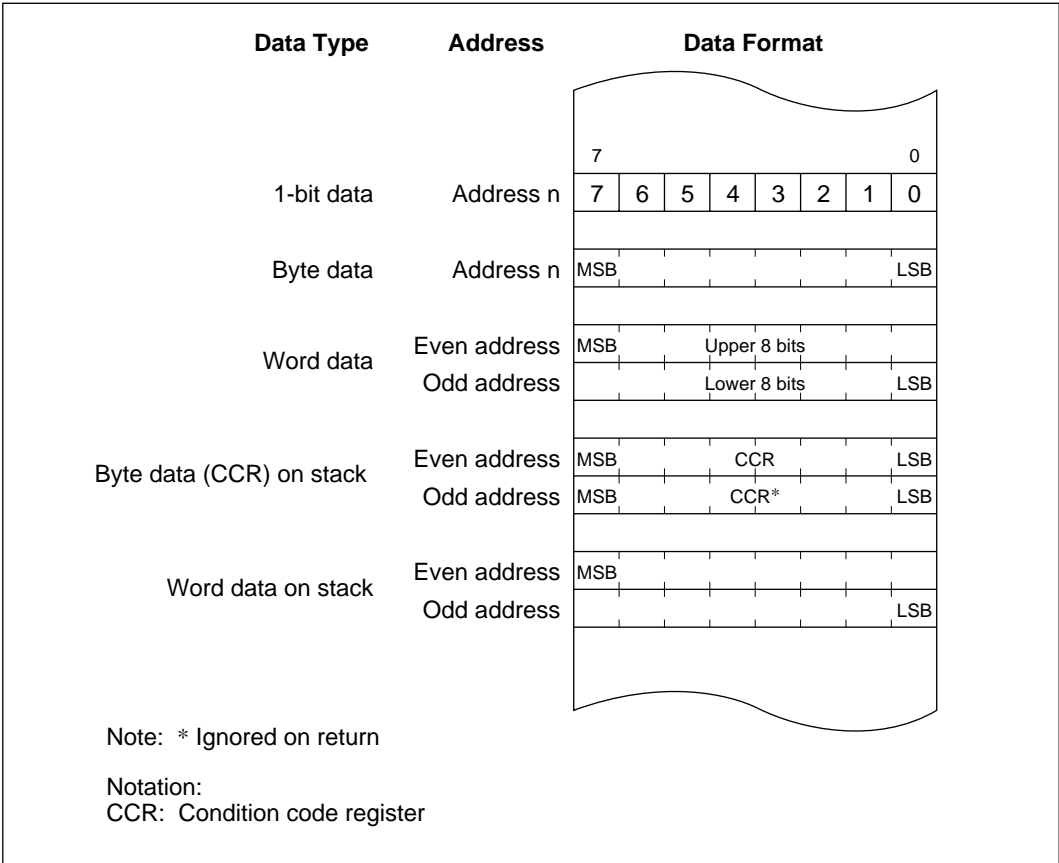 Data Type Address Data Format
7 0
1-bit data Address n 7 6 5 4 3 2 1 0
Byte data Address n MSB LSB
Word data
Even address MSB Upper 8 bits
Odd address Lower 8 bits LSB
Byte data (CCR) on stack
Even address MSB CCR LSB
Odd address MSB CCR* LSB
Word data on stack
Even address MSB
Odd address LSB
Note: * Ignored on return
Notation:
CCR: Condition code register